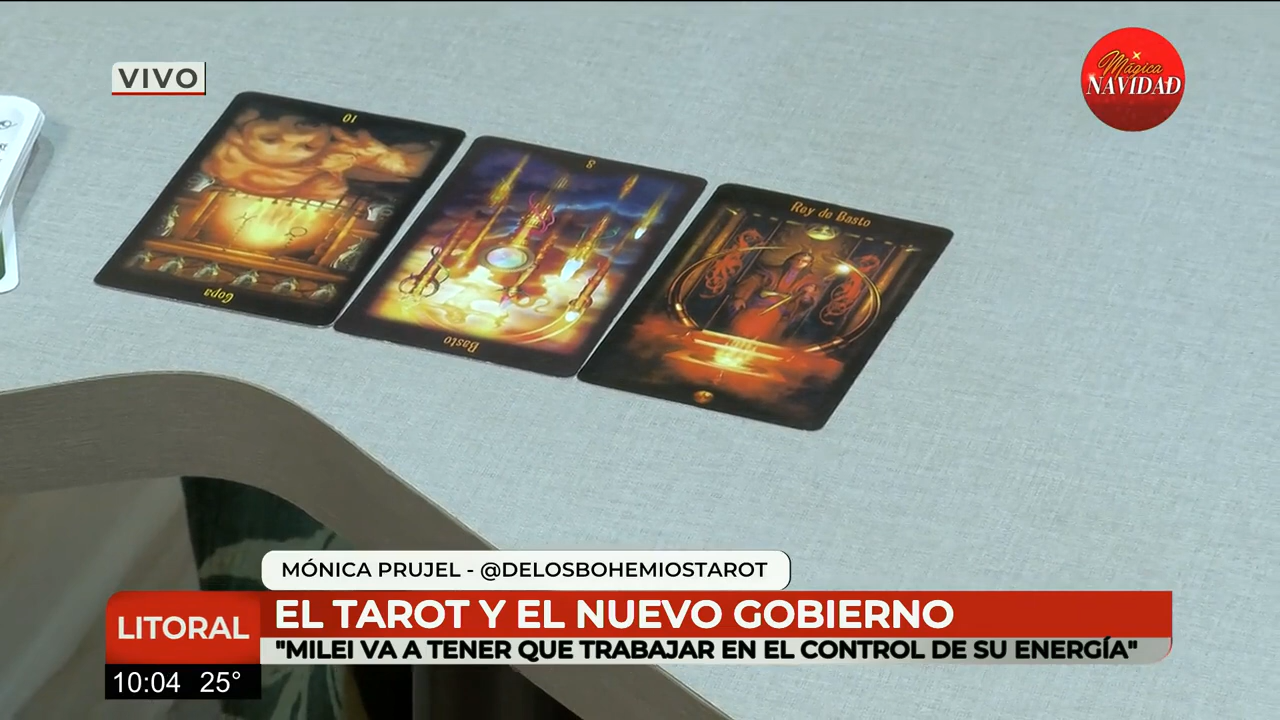 VIVO
Mágica
NAVIDAD
10
Copa
8
Basto
Rey de Basto
MÓNICA PRUJEL - @DELOSBOHEMIOSTAROT
LITORAL
EL TAROT Y EL NUEVO GOBIERNO
"MILEI VA A TENER QUE TRABAJAR EN EL CONTROL DE SU ENERGÍA"
10:04 25°